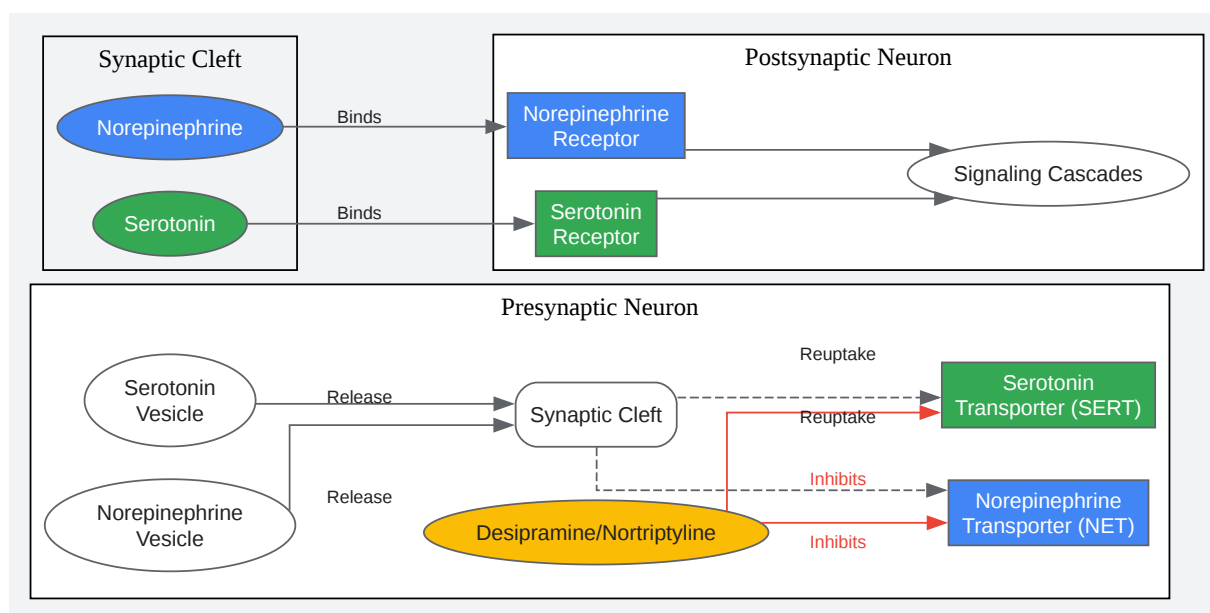 Synaptic Cleft
Postsynaptic Neuron
Norepinephrine
Binds
Norepinephrine
Receptor
Signaling Cascades
Serotonin
Binds
Serotonin
Receptor
Presynaptic Neuron
Serotonin
Vesicle
Release
Synaptic Cleft
Reuptake
Reuptake
Serotonin
Transporter (SERT)
Norepinephrine
Vesicle
Release
Desipramine/Nortriptyline
Inhibits
Inhibits
Norepinephrine
Transporter (NET)